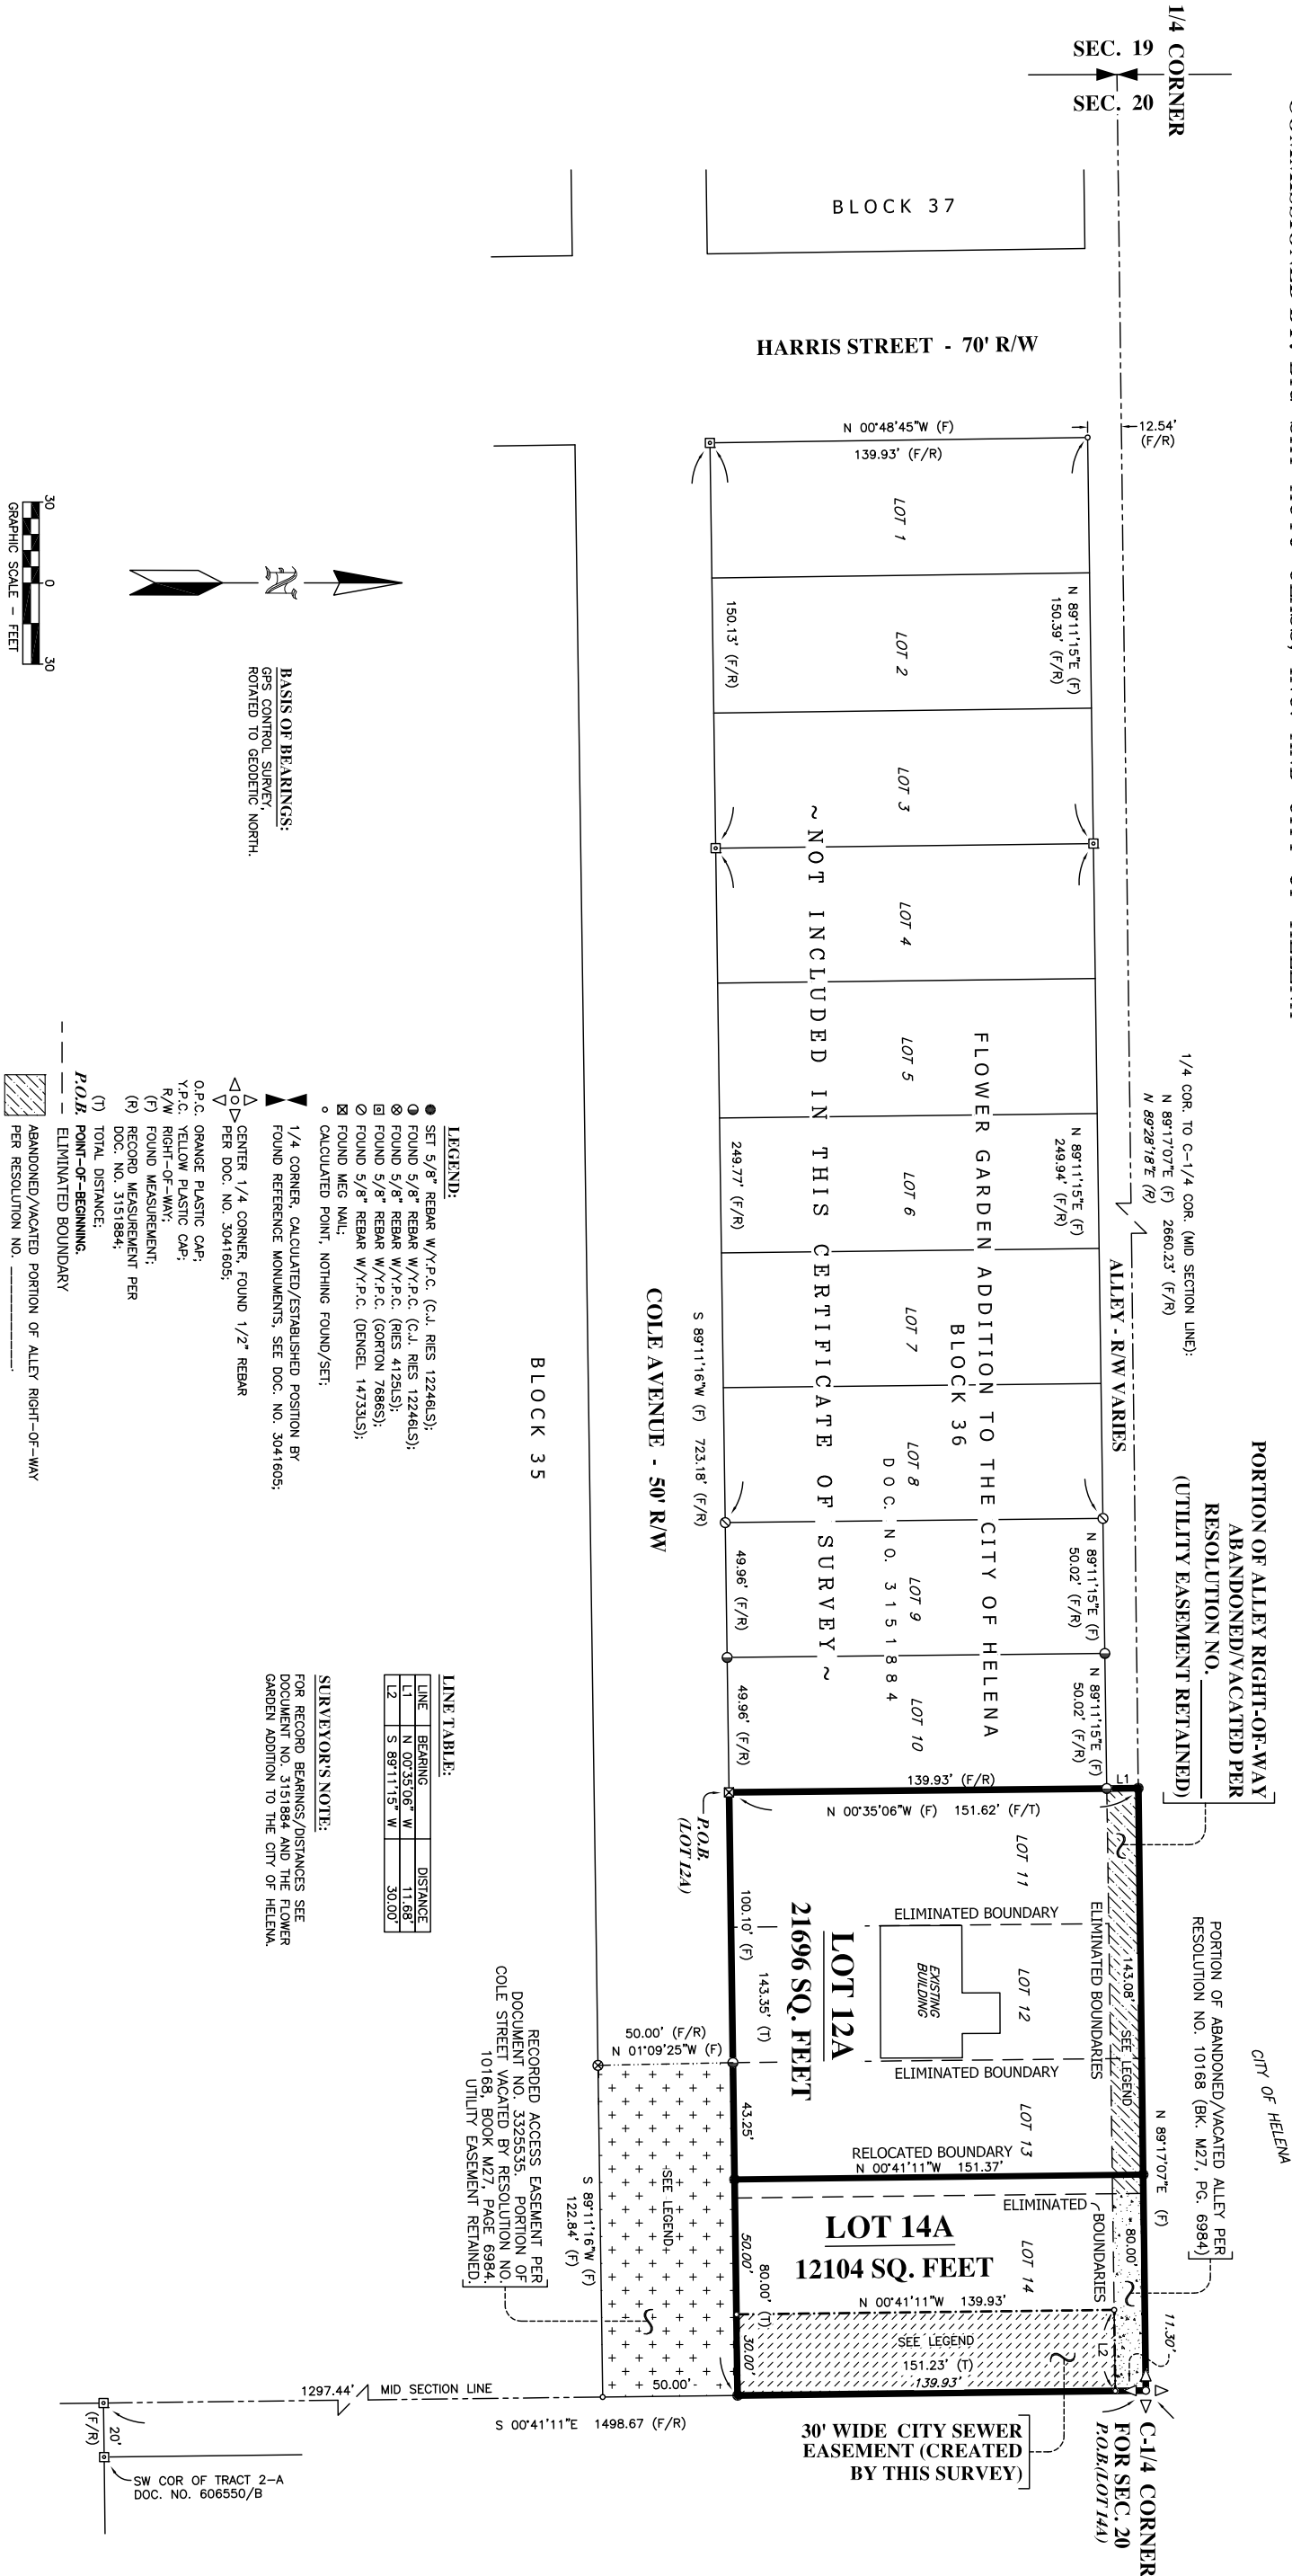 1/4 CORNER
SEC. 19
SEC. 20
BLOCK 37
HARRIS STREET - 70' R/W
12.54'
(F/R)
N 00°48'45"W (F)
139.93' (F/R)
LOT 1
N 89°11'15"E (F)
150.39' (F/R)
LOT 2
150.13' (F/R)
LOT 3
LOT 4
LOT 5
N 89°11'15"E (F)
249.94' (F/R)
LOT 6
249.77' (F/R)
LOT 7
LOT 8
N 89°11'15"E (F)
50.02' (F/R)
LOT 9
49.96' (F/R)
N 89°11'15"E (F)
50.02' (F/R)
LOT 10
49.96' (F/R)
~NOT INCLUDED IN THIS CERTIFICATE OF SURVEY~
FLOWER GARDEN ADDITION TO THE CITY OF HELENA
BLOCK 36
DOC. NO. 3151884
1/4 COR. TO C-1/4 COR. (MID SECTION LINE):
N 89°17'07"E (F) 2660.23' (F/R)
N 89°28'18"E (R)
ALLEY - R/W VARIES
PORTION OF ALLEY RIGHT-OF-WAY
ABANDONED/VACATED PER
RESOLUTION NO.
(UTILITY EASEMENT RETAINED)
PORTION OF ABANDONED/VACATED ALLEY PER
RESOLUTION NO. 10168 (BK. M27, PG. 6984)
CITY OF HELENA
N 89°17'07"E (F)
143.08'
SEE LEGEND
80.00'
11.30'
L1
139.93' (F/R)
N 00°35'06"W (F) 151.62' (F/T)
LOT 11
ELIMINATED BOUNDARY
ELIMINATED BOUNDARIES
LOT 12
EXISTING
BUILDING
LOT 12A
21696 SQ. FEET
ELIMINATED BOUNDARY
LOT 13
RELOCATED BOUNDARY
N 00°41'11"W 151.37'
100.10' (F)
143.35' (T)
43.25'
P.O.B.
(LOT 12A)
ELIMINATED
BOUNDARIES
LOT 14A
12104 SQ. FEET
LOT 14
N 00°41'11"W 139.93'
50.00'
80.00' (T)
30.00'
SEE LEGEND
151.23' (T)
139.93'
L2
C-1/4 CORNER
FOR SEC. 20
P.O.B.(LOT 14A)
30' WIDE CITY SEWER
EASEMENT (CREATED
BY THIS SURVEY)
COLE AVENUE - 50' R/W
S 89°11'16"W (F) 723.18' (F/R)
50.00' (F/R)
N 01°09'25"W (F)
SEE LEGEND
50.00'
S 89°11'16"W (F)
122.84' (F)
RECORDED ACCESS EASEMENT PER
DOCUMENT NO. 3325535. PORTION OF
COLE STREET VACATED BY RESOLUTION NO.
10168, BOOK M27, PAGE 6984.
UTILITY EASEMENT RETAINED.
1297.44'
MID SECTION LINE
S 00°41'11"E 1498.67 (F/R)
20'
(F/R)
SW COR OF TRACT 2-A
DOC. NO. 606550/B
BLOCK 35
30
0
30
GRAPHIC SCALE - FEET
N
BASIS OF BEARINGS:
GPS CONTROL SURVEY,
ROTATED TO GEODETIC NORTH.
LEGEND:
SET 5/8" REBAR W/Y.P.C. (C.J. RIES 12246LS);
FOUND 5/8" REBAR W/Y.P.C. (C.J. RIES 12246LS);
FOUND 5/8" REBAR W/Y.P.C. (RIES 4125LS);
FOUND 5/8" REBAR W/Y.P.C. (GORTON 7686S);
FOUND 5/8" REBAR W/Y.P.C. (DENGEL 14733LS);
FOUND MEG NAIL;
CALCULATED POINT, NOTHING FOUND/SET;
1/4 CORNER, CALCULATED/ESTABLISHED POSITION BY
FOUND REFERENCE MONUMENTS, SEE DOC. NO. 3041605;
CENTER 1/4 CORNER, FOUND 1/2" REBAR
PER DOC. NO. 3041605;
O.P.C. ORANGE PLASTIC CAP;
Y.P.C. YELLOW PLASTIC CAP;
R/W RIGHT-OF-WAY;
(F) FOUND MEASUREMENT;
(R) RECORD MEASUREMENT PER
DOC. NO. 3151884;
(T) TOTAL DISTANCE;
P.O.B. POINT-OF-BEGINNING.
ELIMINATED BOUNDARY
ABANDONED/VACATED PORTION OF ALLEY RIGHT-OF-WAY
PER RESOLUTION NO. ________.
LINE TABLE:
LINE BEARING DISTANCE
L1 N 00°35'06" W 11.68'
L2 S 89°11'15" W 30.00'
SURVEYOR'S NOTE:
FOR RECORD BEARINGS/DISTANCES SEE
DOCUMENT NO. 3151884 AND THE FLOWER
GARDEN ADDITION TO THE CITY OF HELENA.